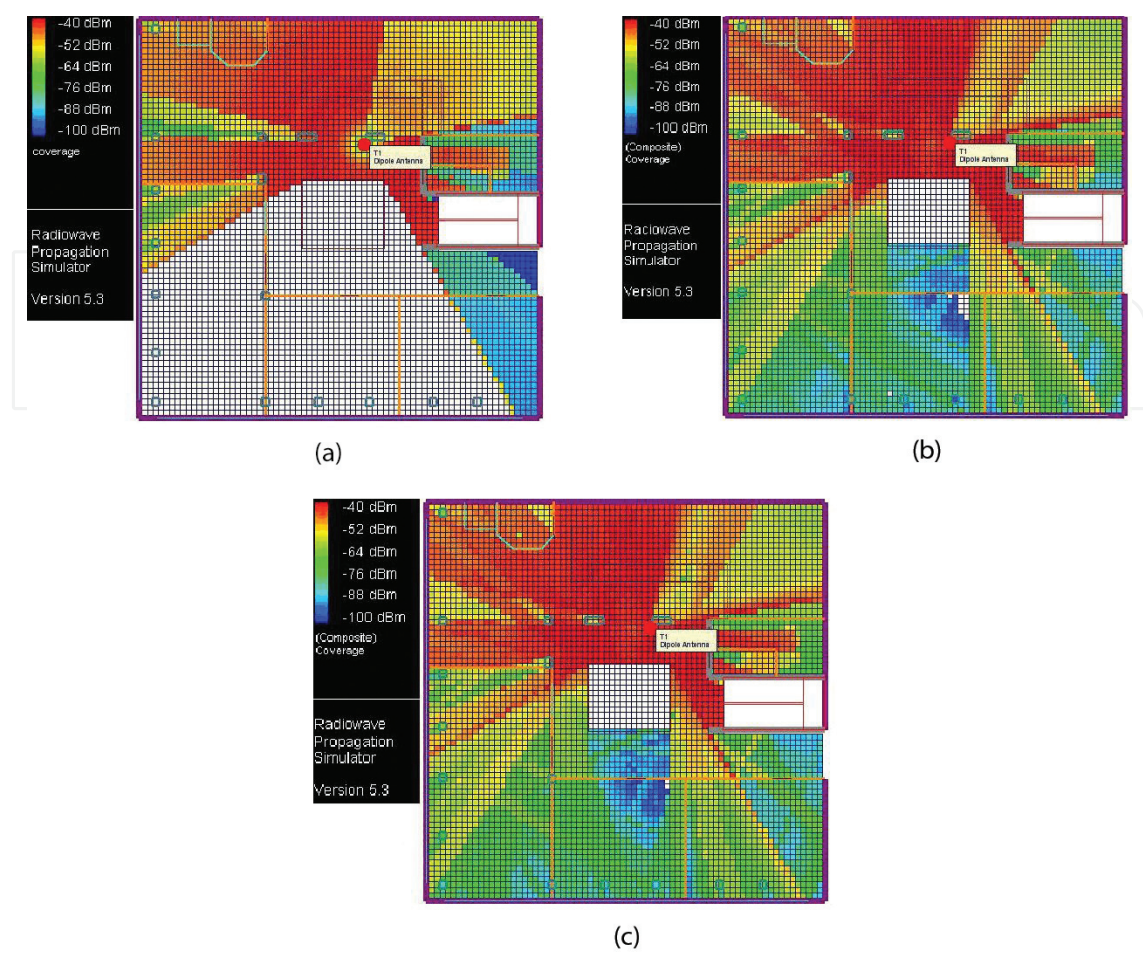 -40 dBm
-52 dBm
-64 dBm
-76 dBm
-88 dBm
-100 dBm
coverage
Radiowave
Propagation
Simulator
Version 5.3
T1
Dipole Antenna
(a)
-40 dBm
-52 dBm
-64 dBm
-76 dBm
-88 dBm
-100 dBm
(Composite)
Coverage
Radiowave
Propagation
Simulator
Version 5.3
T1
Dipole Antenna
(b)
-40 dBm
-52 dBm
-64 dBm
-76 dBm
-88 dBm
-100 dBm
(Composite)
Coverage
Radiowave
Propagation
Simulator
Version 5.3
T1
Dipole Antenna
(c)